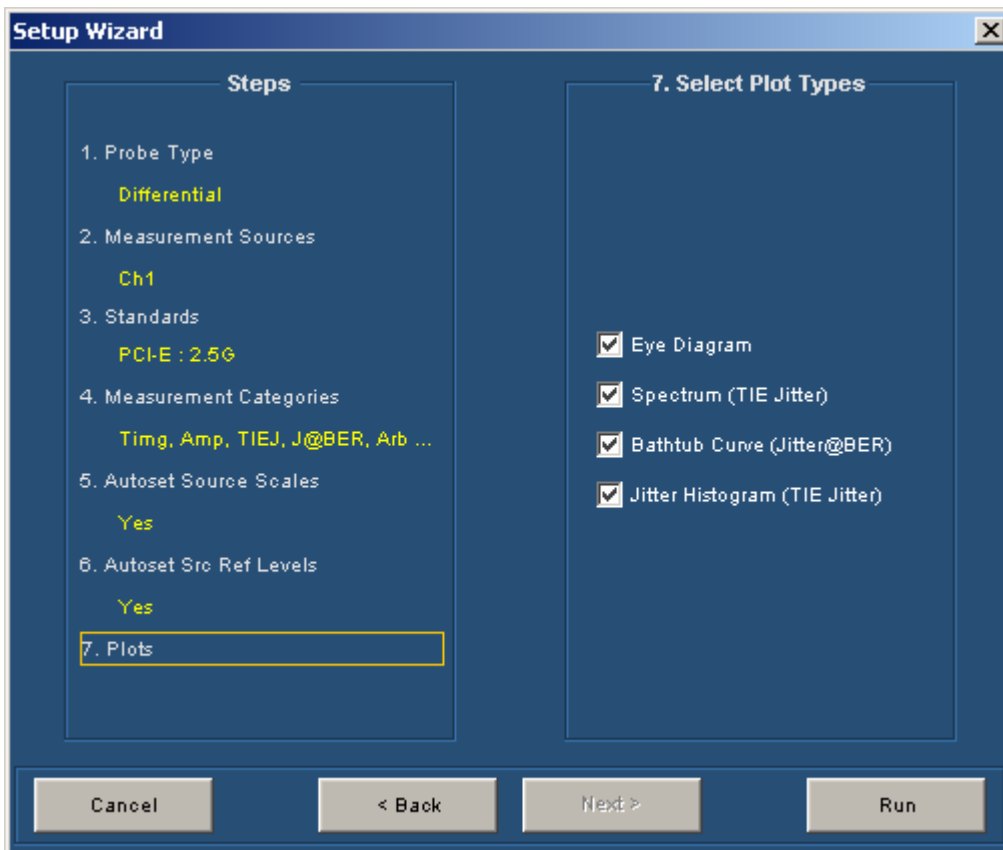 Setup Wizard
Steps
1. Probe Type
Differential
2. Measurement Sources
Ch1
3. Standards
PCI-E : 2.5G
4. Measurement Categories
Timg, Amp, TIEJ, J@BER, Arb ...
5. Autoset Source Scales
Yes
6. Autoset Src Ref Levels
Yes
7. Plots
7. Select Plot Types
Eye Diagram
Spectrum (TIE Jitter)
Bathtub Curve (Jitter@BER)
Jitter Histogram (TIE Jitter)
Cancel
< Back
Next >
Run